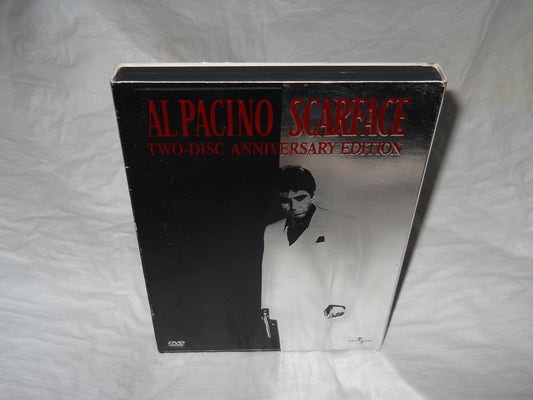 AL PACINO SCARFACE
TWO-DISC ANNIVERSARY EDITION
DVD